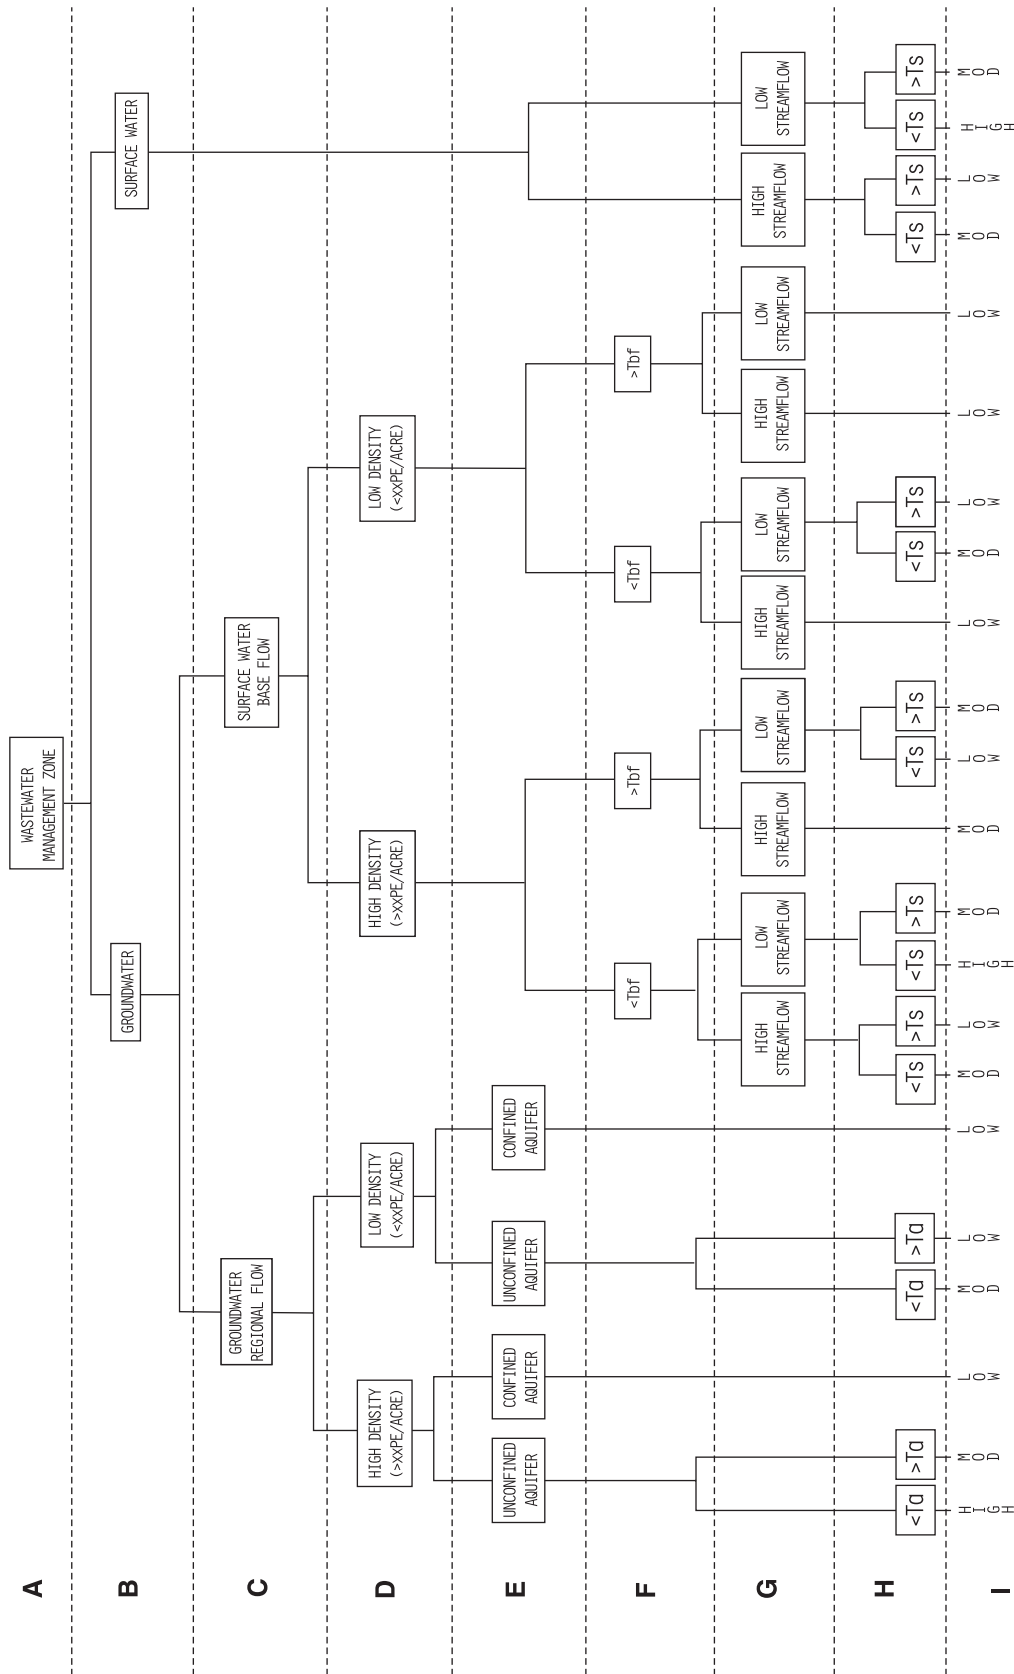 A
WASTEWATER
MANAGEMENT ZONE
B
GROUNDWATER
SURFACE WATER
C
GROUNDWATER
REGIONAL FLOW
SURFACE WATER
BASE FLOW
D
HIGH DENSITY
(>xxPE/ACRE)
LOW DENSITY
(<xxPE/ACRE)
HIGH DENSITY
(>xxPE/ACRE)
LOW DENSITY
(<xxPE/ACRE)
E
UNCONFINED
AQUIFER
CONFINED
AQUIFER
UNCONFINED
AQUIFER
CONFINED
AQUIFER
F
<Tbf
>Tbf
<Tbf
>Tbf
G
HIGH
STREAMFLOW
LOW
STREAMFLOW
HIGH
STREAMFLOW
LOW
STREAMFLOW
HIGH
STREAMFLOW
LOW
STREAMFLOW
HIGH
STREAMFLOW
LOW
STREAMFLOW
HIGH
STREAMFLOW
LOW
STREAMFLOW
H
<Ta
>Ta
<Ta
>Ta
<Ts
>Ts
<Ts
>Ts
<Ts
>Ts
<Ts
>Ts
<Ts
>Ts
<Ts
>Ts
I
HIGH
MOD
LOW
MOD
LOW
LOW
MOD
LOW
HIGH
MOD
MOD
LOW
MOD
LOW
MOD
LOW
LOW
LOW
MOD
LOW
HIGH
MOD